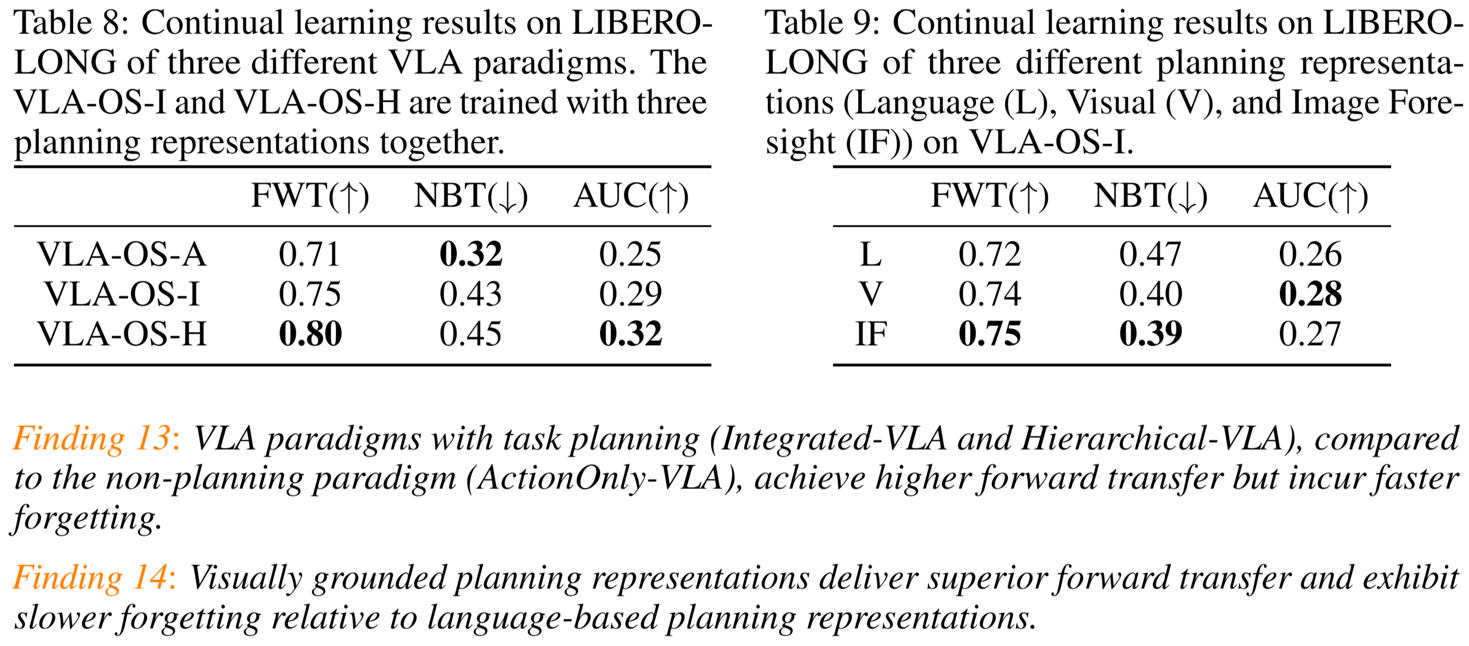 Table 8: Continual learning results on LIBERO-
LONG of three different VLA paradigms. The
VLA-OS-I and VLA-OS-H are trained with three
planning representations together.
FWT(↑) NBT(↓) AUC(↑)
VLA-OS-A 0.71 0.32 0.25
VLA-OS-I 0.75 0.43 0.29
VLA-OS-H 0.80 0.45 0.32
Table 9: Continual learning results on LIBERO-
LONG of three different planning representa-
tions (Language (L), Visual (V), and Image Fore-
sight (IF)) on VLA-OS-I.
FWT(↑) NBT(↓) AUC(↑)
L 0.72 0.47 0.26
V 0.74 0.40 0.28
IF 0.75 0.39 0.27
Finding 13: VLA paradigms with task planning (Integrated-VLA and Hierarchical-VLA), compared
to the non-planning paradigm (ActionOnly-VLA), achieve higher forward transfer but incur faster
forgetting.
Finding 14: Visually grounded planning representations deliver superior forward transfer and exhibit
slower forgetting relative to language-based planning representations.